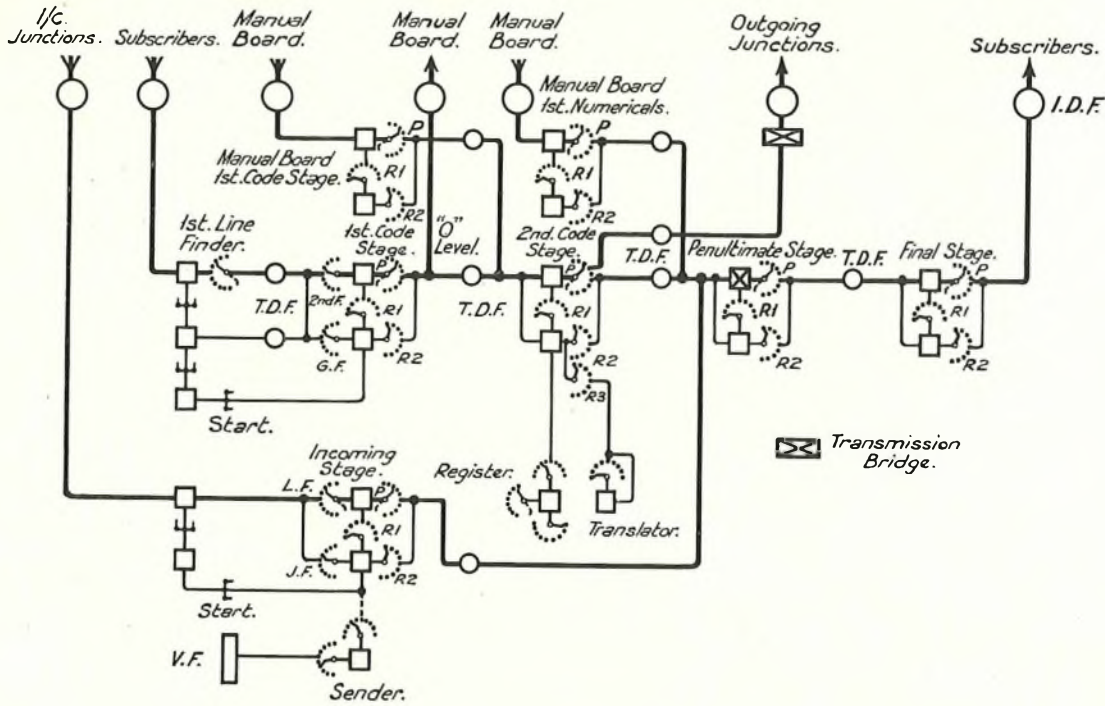 I/C.
Junctions.
Subscribers.
Manual
Board.
Manual
Board.
Manual
Board.
Outgoing
Junctions.
Subscribers.
I.D.F.
Manual Board
1st. Numericals.
P
P
Manual Board
1st. Code Stage.
R1
R2
R1
R2
1st. Line
Finder.
1st. Code
Stage.
"O"
Level.
2nd. Code
Stage.
T.D.F.
Penultimate Stage.
T.D.F.
Final Stage.
P
P
P
P
T.D.F.
2nd F.
R1
T.D.F.
R1
R1
R1
G.F.
R2
R2
R2
R2
R3
Start.
Transmission
Bridge.
Incoming
Stage.
Register.
L.F.
P
R1
Translator.
J.F.
R2
Start.
V.F.
Sender.